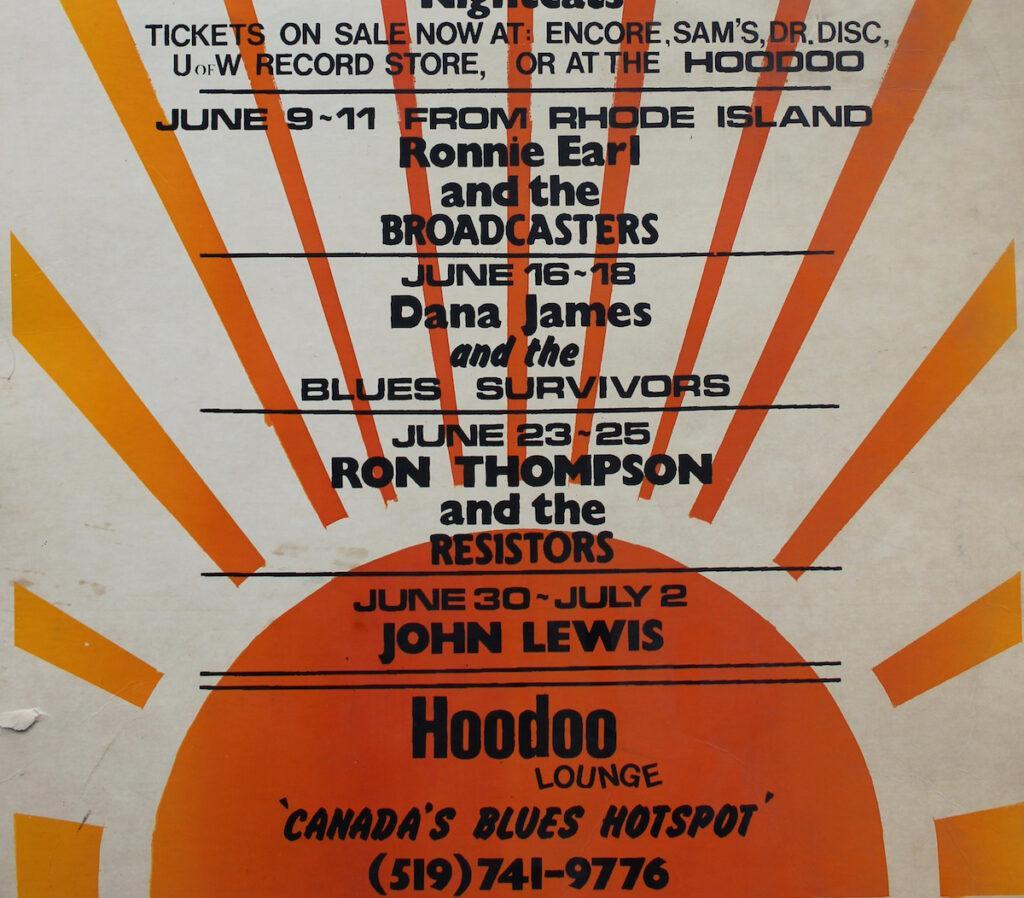 Nightcats
TICKETS ON SALE NOW AT: ENCORE, SAM'S, DR. DISC,
U OF W RECORD STORE, OR AT THE HOODOO
JUNE 9~11 FROM RHODE ISLAND
Ronnie Earl
and the
BROADCASTERS
JUNE 16~18
Dana James
and the
BLUES SURVIVORS
JUNE 23~25
RON THOMPSON
and the
RESISTORS
JUNE 30~JULY 2
JOHN LEWIS
Hoodoo
LOUNGE
'CANADA'S BLUES HOTSPOT'
(519) 741-9776